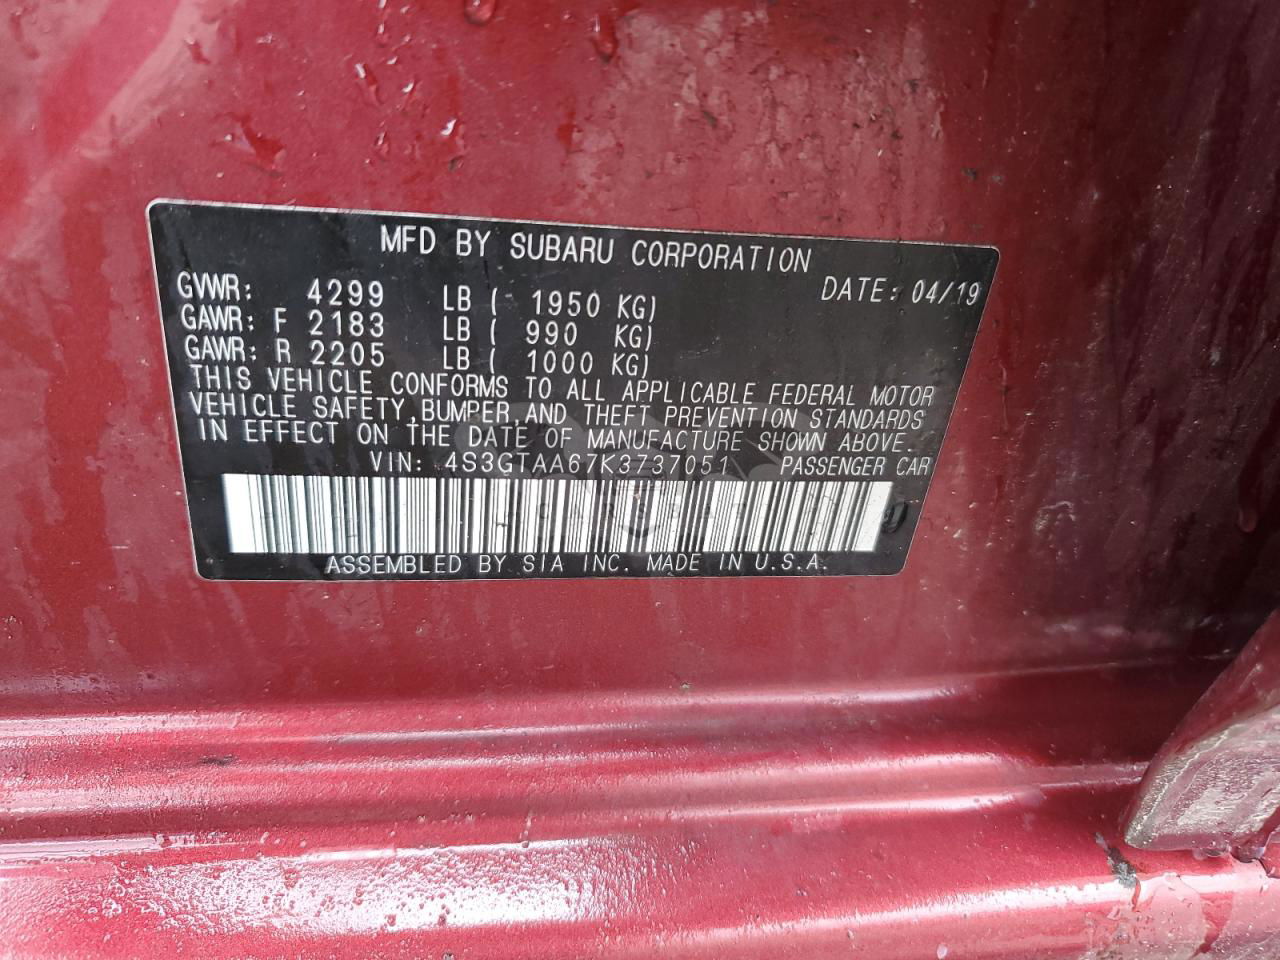 MFD BY SUBARU CORPORATION
GVWR: 4299 LB ( 1950 KG) DATE: 04/19
GAWR: F 2183 LB ( 990 KG)
GAWR: R 2205 LB ( 1000 KG)
THIS VEHICLE CONFORMS TO ALL APPLICABLE FEDERAL MOTOR
VEHICLE SAFETY, BUMPER, AND THEFT PREVENTION STANDARDS
IN EFFECT ON THE DATE OF MANUFACTURE SHOWN ABOVE.
VIN: 4S3GTAA67K3737051 PASSENGER CAR
ASSEMBLED BY SIA INC. MADE IN U.S.A.